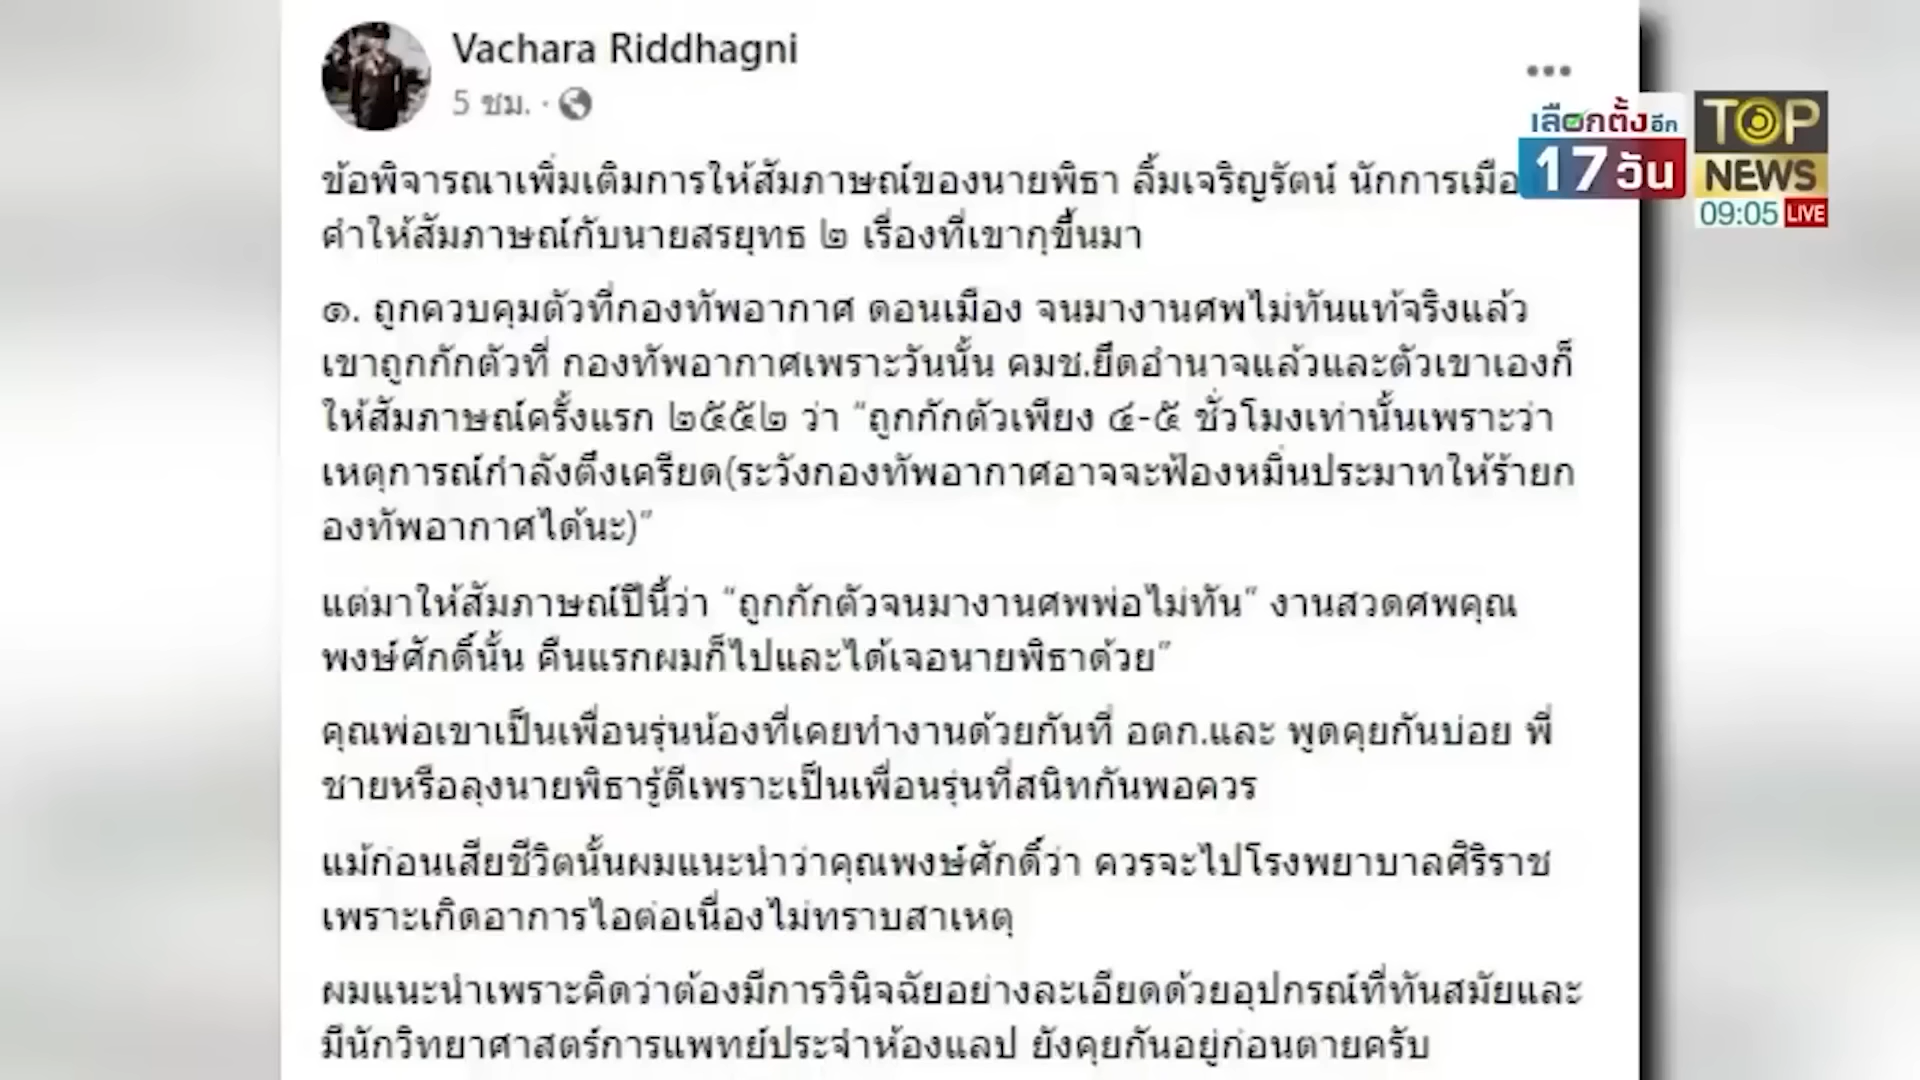 Vachara Riddhagni
5 ชม. ·
ข้อพิจารณาเพิ่มเติมการให้สัมภาษณ์ของนายพิธา ลิ้มเจริญรัตน์ นักการเมือ
คำให้สัมภาษณ์กับนายสรยุทธ ๒ เรื่องที่เขากุขึ้นมา
๑. ถูกควบคุมตัวที่กองทัพอากาศ ดอนเมือง จนมางานศพไม่ทันแท้จริงแล้ว
เขาถูกกักตัวที่ กองทัพอากาศเพราะวันนั้น คมช.ยึดอำนาจแล้วและตัวเขาเองก็
ให้สัมภาษณ์ครั้งแรก ๒๕๕๒ ว่า “ถูกกักตัวเพียง ๔-๕ ชั่วโมงเท่านั้นเพราะว่า
เหตุการณ์กำลังตึงเครียด(ระวังกองทัพอากาศอาจจะฟ้องหมิ่นประมาทให้ร้ายก
องทัพอากาศได้นะ)”
แต่มาให้สัมภาษณ์ปีนี้ว่า “ถูกกักตัวจนมางานศพพ่อไม่ทัน” งานสวดศพคุณ
พงษ์ศักดิ์นั้น คืนแรกผมก็ไปและได้เจอนายพิธาด้วย”
คุณพ่อเขาเป็นเพื่อนรุ่นน้องที่เคยทำงานด้วยกันที่ อตก.และ พูดคุยกันบ่อย พี่
ชายหรือลุงนายพิธารู้ดีเพราะเป็นเพื่อนรุ่นที่สนิทกันพอควร
แม้ก่อนเสียชีวิตนั้นผมแนะนำว่าคุณพงษ์ศักดิ์ว่า ควรจะไปโรงพยาบาลศิริราช
เพราะเกิดอาการไอต่อเนื่องไม่ทราบสาเหตุ
ผมแนะนำเพราะคิดว่าต้องมีการวินิจฉัยอย่างละเอียดด้วยอุปกรณ์ที่ทันสมัยและ
มีนักวิทยาศาสตร์การแพทย์ประจำห้องแลป ยังคุยกันอยู่ก่อนตายครับ
เลือกตั้งอีก
17 วัน
TOP
NEWS
09:05 LIVE